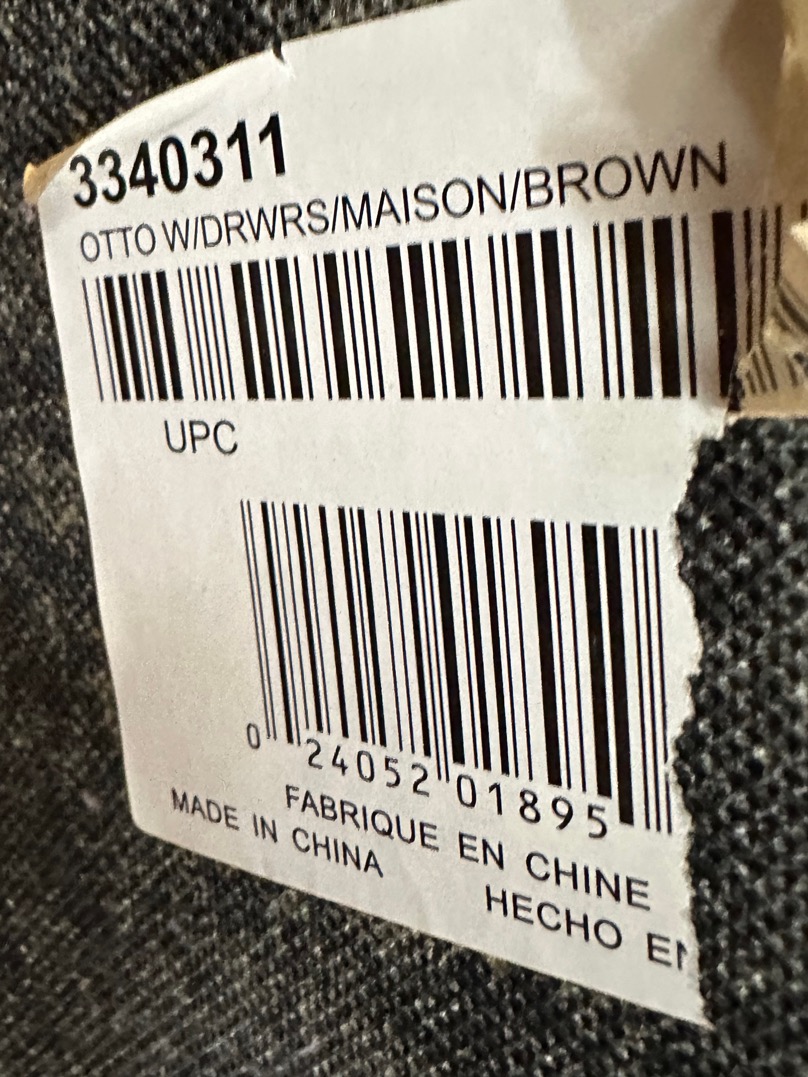 3340311
OTTO W/DRWRS/MAISON/BROWN
UPC
0 24052 01895
FABRIQUE EN CHINE
MADE IN CHINA
HECHO